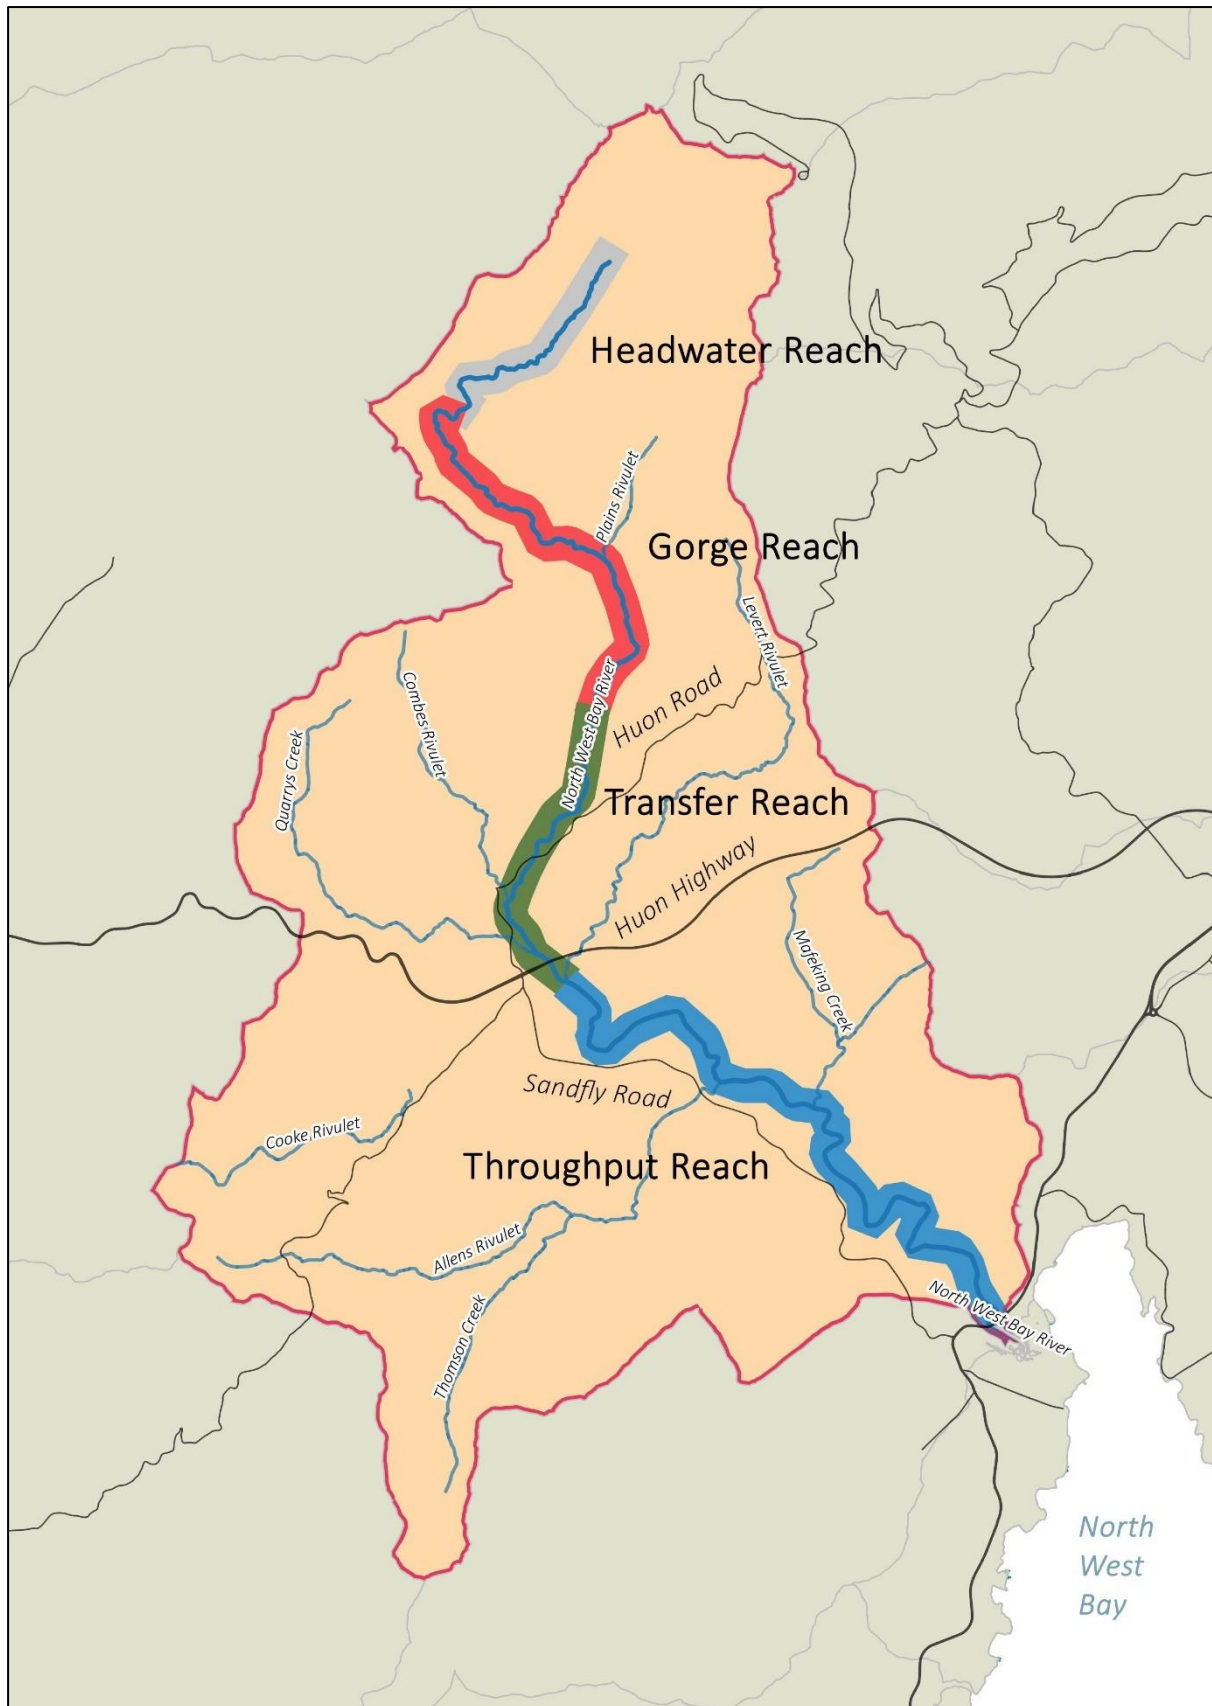 Headwater Reach
Plains Rivulet
Gorge Reach
Levert Rivulet
Combes Rivulet
North West Bay River
Huon Road
Quarrys Creek
Transfer Reach
Huon Highway
Mafeking Creek
Sandfly Road
Cooke Rivulet
Throughput Reach
Allens Rivulet
Thomson Creek
North West Bay River
North
West
Bay